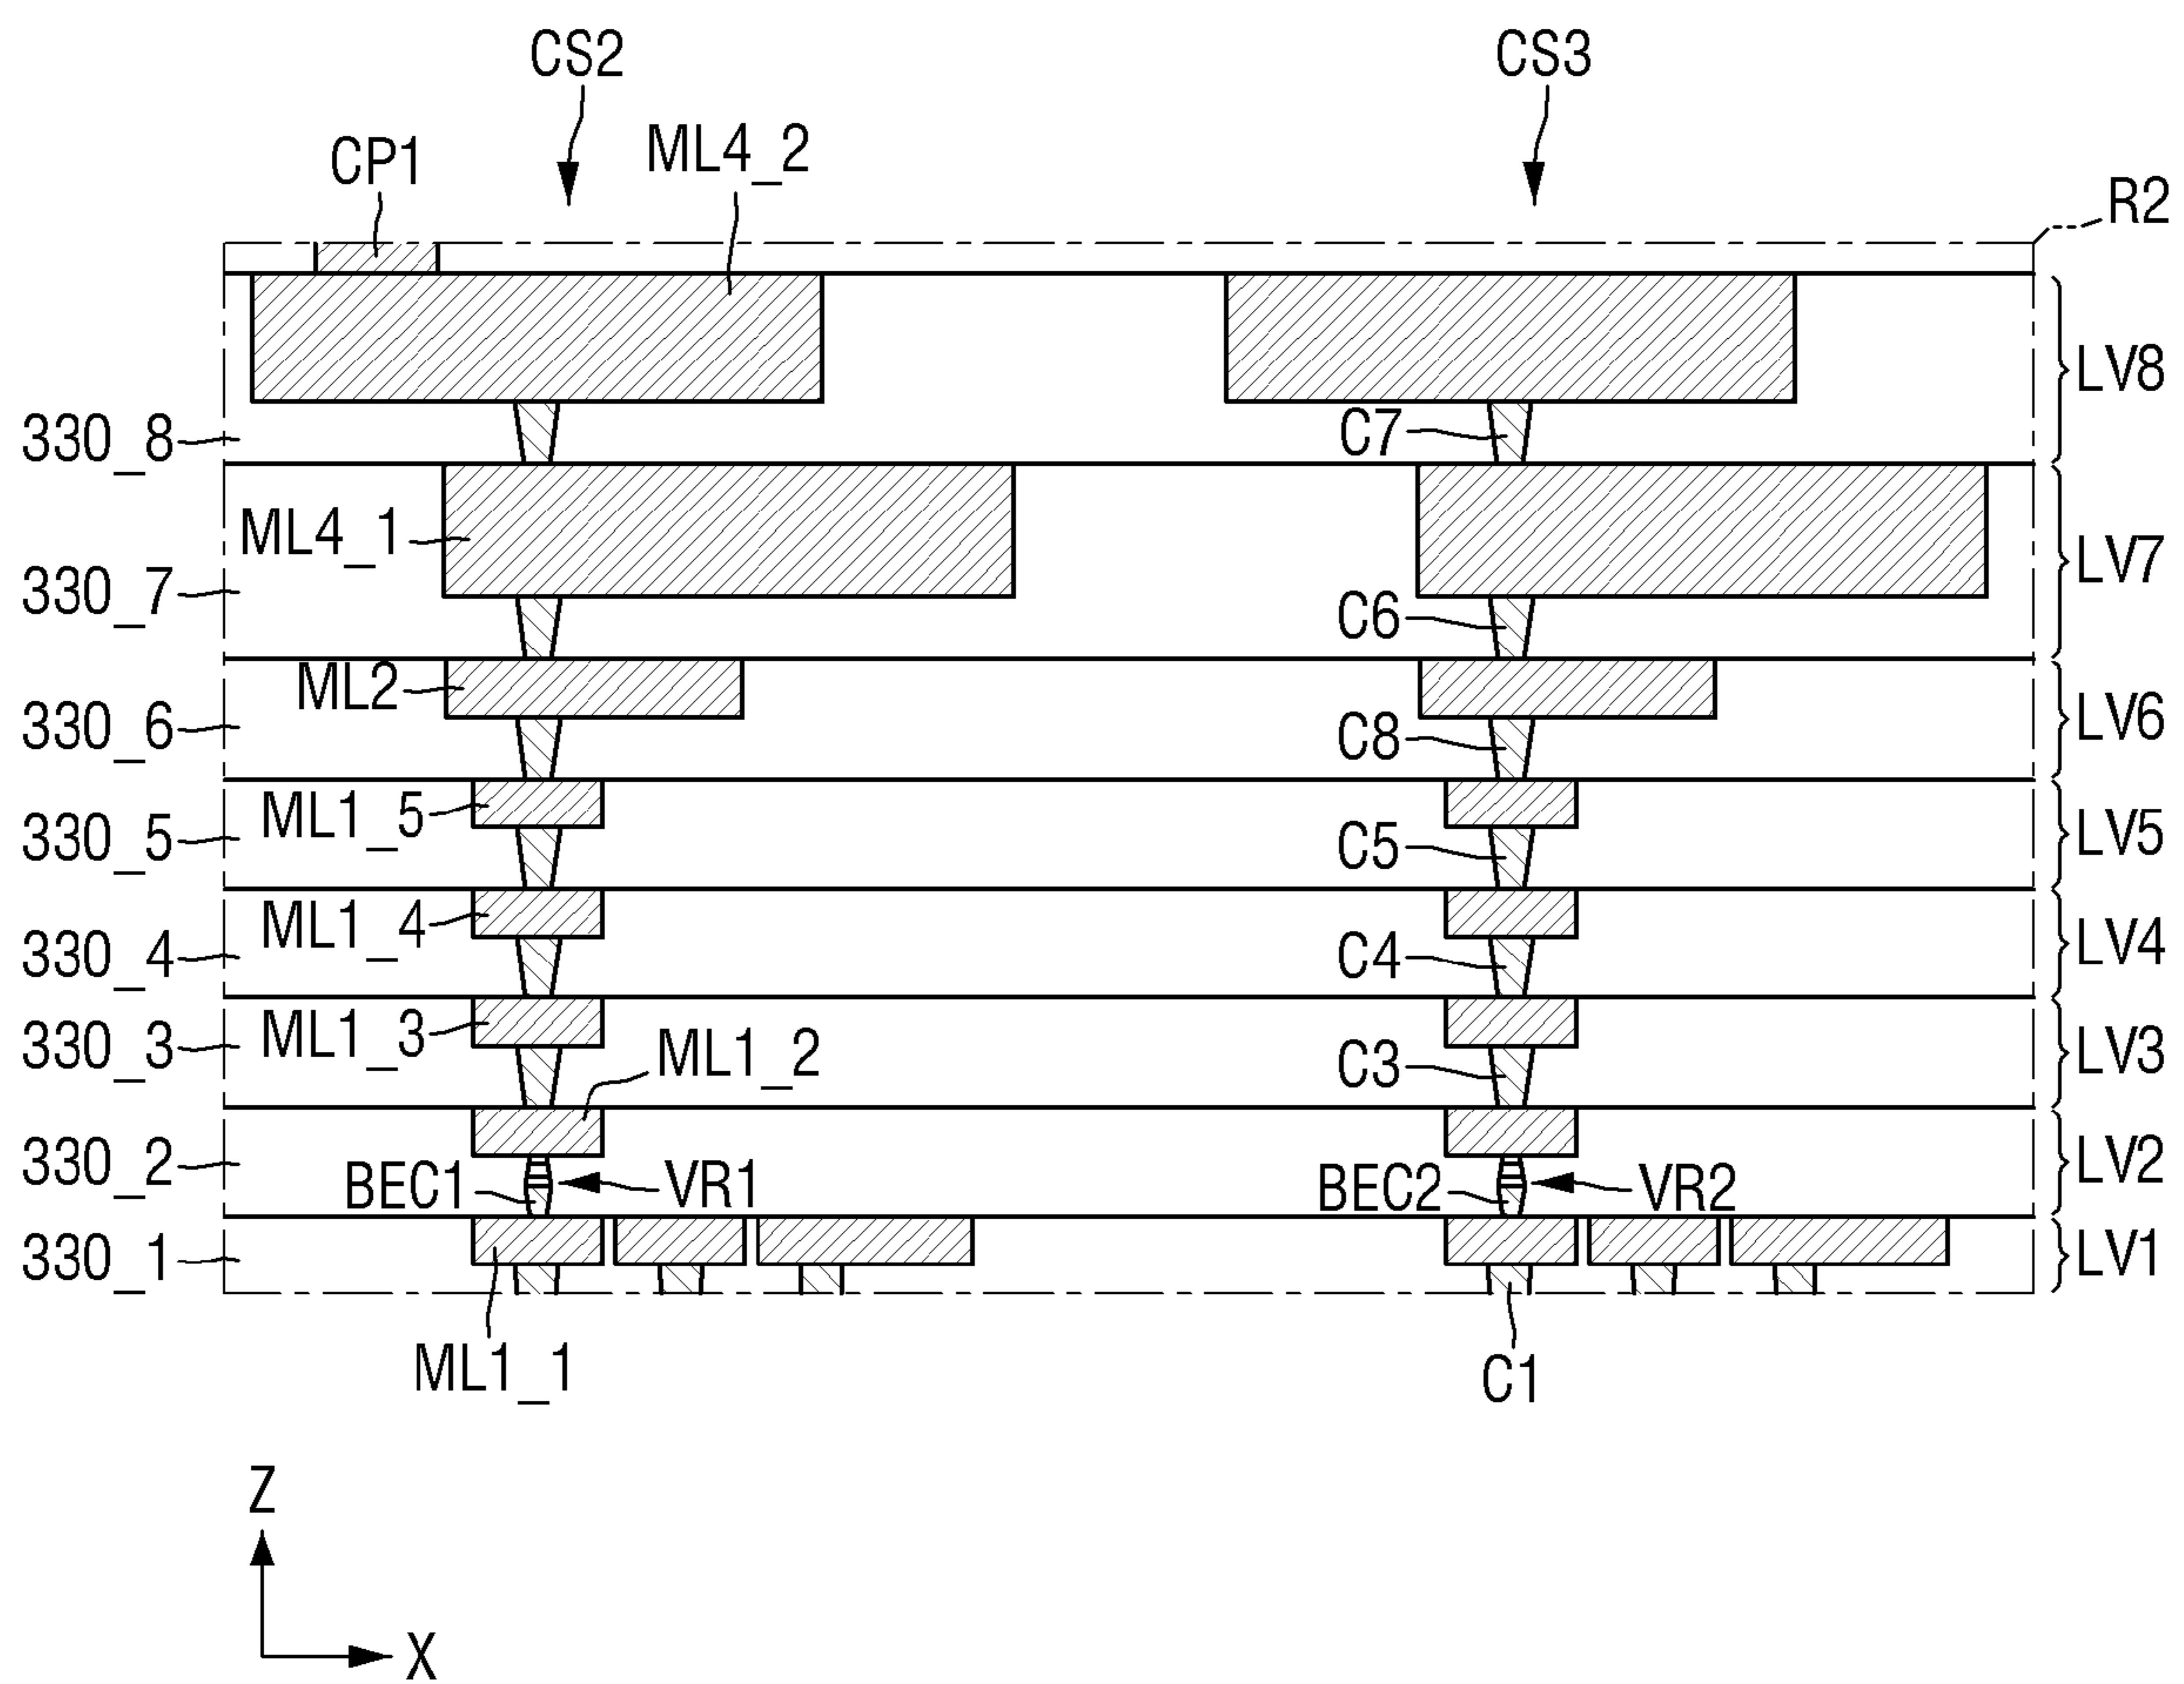 CS2
CS3
CP1
ML4_2
R2
LV8
330_8
C7
ML4_1
LV7
330_7
C6
ML2
LV6
330_6
C8
ML1_5
LV5
330_5
C5
ML1_4
LV4
330_4
C4
ML1_3
LV3
330_3
ML1_2
C3
330_2
BEC1
VR1
BEC2
VR2
LV2
330_1
LV1
ML1_1
C1
Z
X